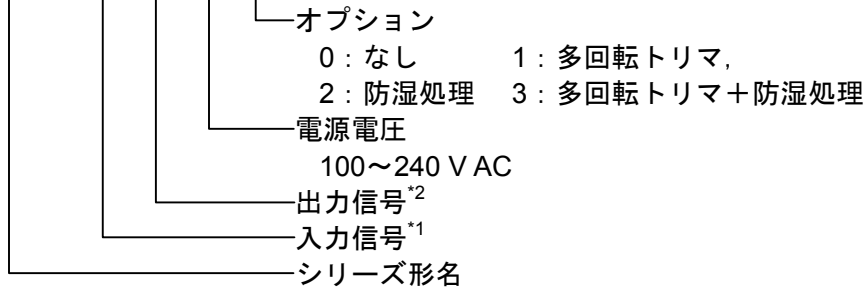 オプション
0：なし　1：多回転トリマ,
2：防湿処理　3：多回転トリマ＋防湿処理
電源電圧
100～240 V AC
出力信号*2
入力信号*1
シリーズ形名